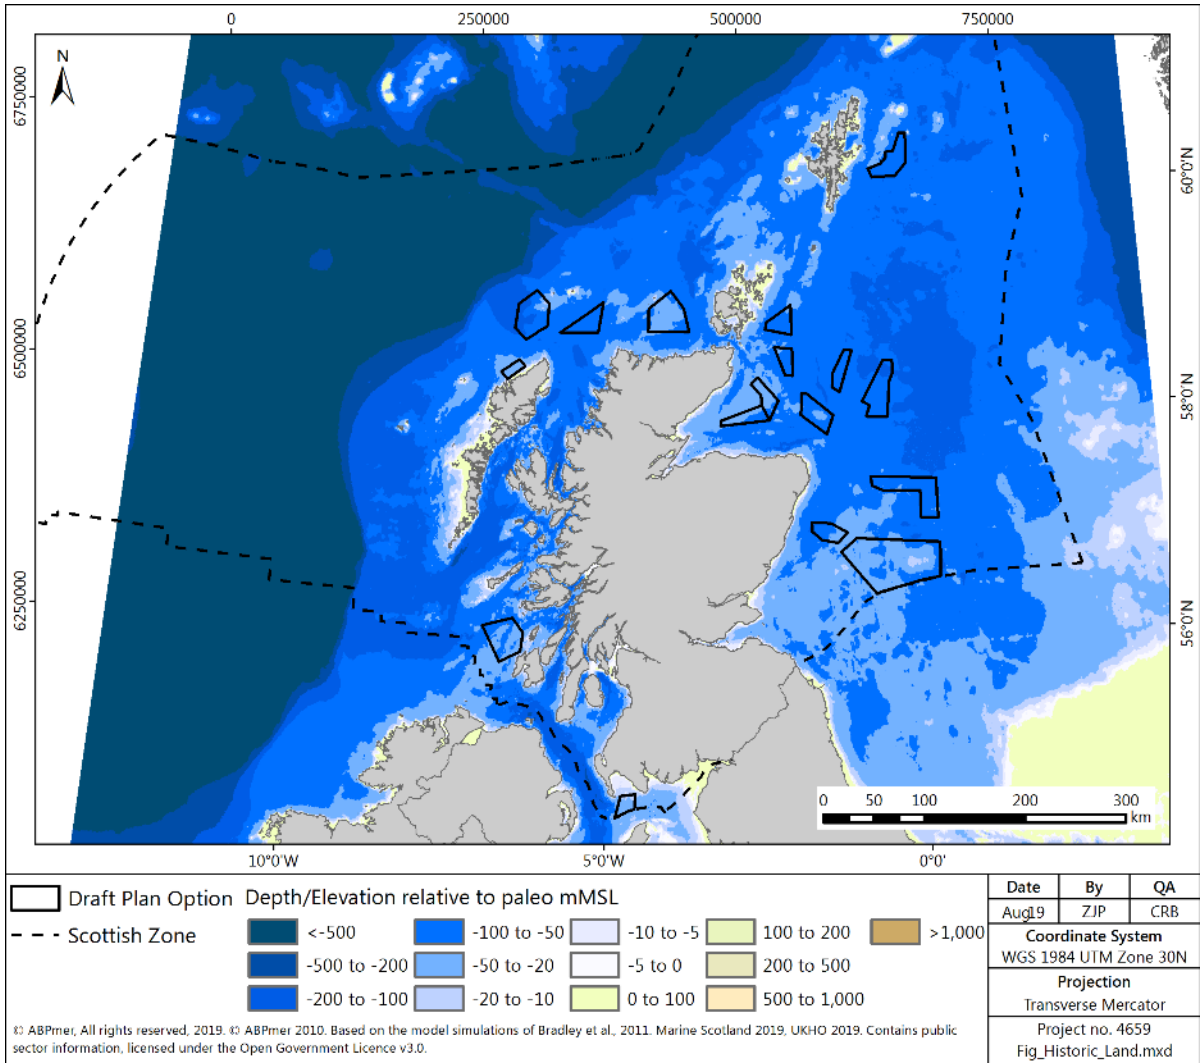 0 250000 500000 750000
N
6750000
6500000
6250000
60°0'N
58°0'N
56°0'N
0 50 100 200 300
km
10°0'W 5°0'W 0°0'
Draft Plan Option
Scottish Zone
Depth/Elevation relative to paleo mMSL
<-500 -100 to -50 -10 to -5 100 to 200 >1,000
-500 to -200 -50 to -20 -5 to 0 200 to 500
-200 to -100 -20 to -10 0 to 100 500 to 1,000
Date By QA
Aug19 ZJP CRB
Coordinate System
WGS 1984 UTM Zone 30N
Projection
Transverse Mercator
Project no. 4659
Fig_Historic_Land.mxd
© ABPmer, All rights reserved, 2019. © ABPmer 2010. Based on the model simulations of Bradley et al., 2011. Marine Scotland 2019, UKHO 2019. Contains public
sector information, licensed under the Open Government Licence v3.0.